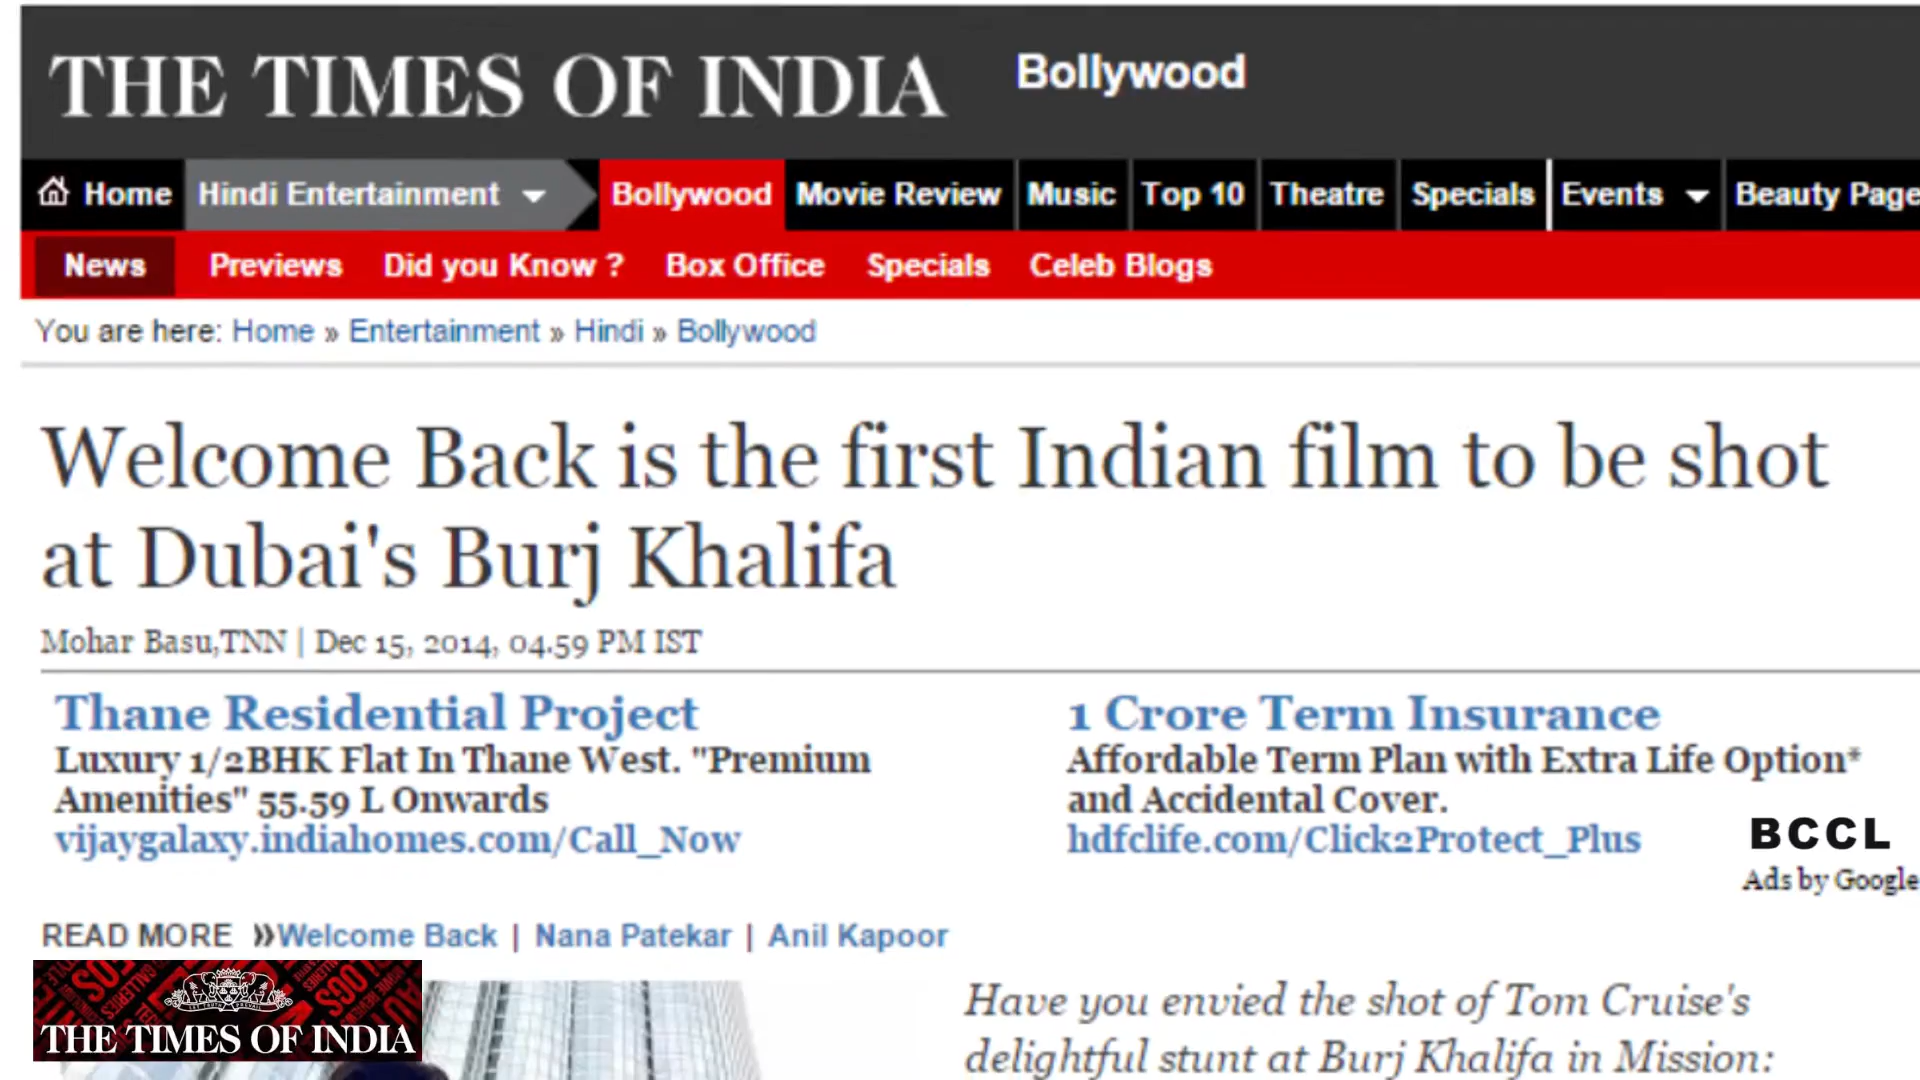 THE TIMES OF INDIA
Bollywood
Home
Hindi Entertainment
Bollywood
Movie Review
Music
Top 10
Theatre
Specials
Events
Beauty Page
News
Previews
Did you Know ?
Box Office
Specials
Celeb Blogs
You are here: Home » Entertainment » Hindi » Bollywood
Welcome Back is the first Indian film to be shot
at Dubai's Burj Khalifa
Mohar Basu,TNN | Dec 15, 2014, 04.59 PM IST
Thane Residential Project
Luxury 1/2BHK Flat In Thane West. "Premium
Amenities" 55.59 L Onwards
vijaygalaxy.indiahomes.com/Call_Now
1 Crore Term Insurance
Affordable Term Plan with Extra Life Option*
and Accidental Cover.
hdfclife.com/Click2Protect_Plus
BCCL
Ads by Google
READ MORE »Welcome Back | Nana Patekar | Anil Kapoor
THE TIMES OF INDIA
Have you envied the shot of Tom Cruise's
delightful stunt at Burj Khalifa in Mission: